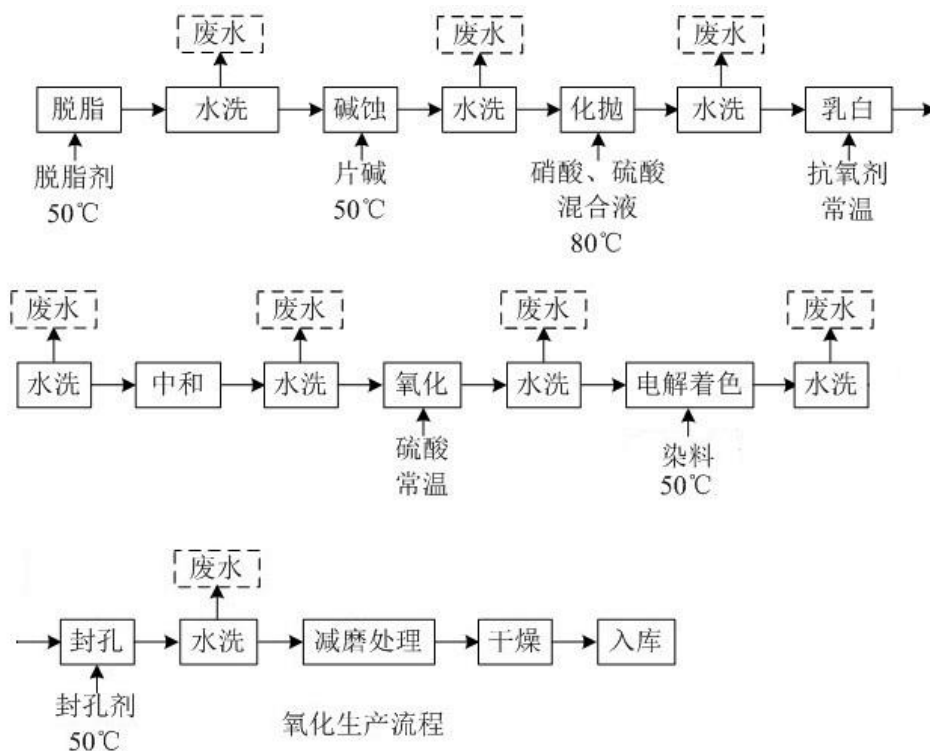 废水 废水 废水
脱脂 水洗 碱蚀 水洗 化抛 水洗 乳白
脱脂剂 片碱 硝酸、硫酸 抗氧剂
50℃ 50℃ 混合液 常温
80℃
废水 废水 废水 废水
水洗 中和 水洗 氧化 水洗 电解着色 水洗
硫酸 染料
常温 50℃
废水
封孔 水洗 减磨处理 干燥 入库
封孔剂
50℃ 氧化生产流程